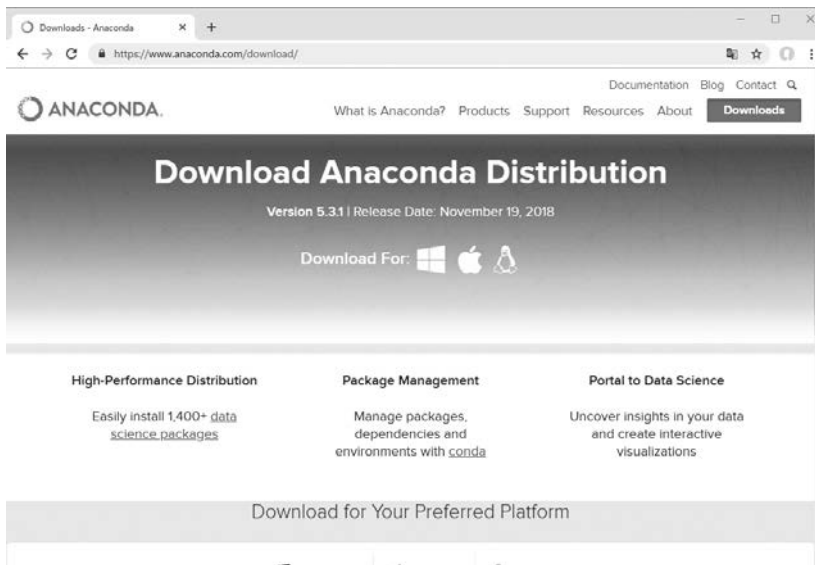 Downloads - Anaconda
https://www.anaconda.com/download/
Documentation Blog Contact
ANACONDA.
What is Anaconda? Products Support Resources About Downloads
Download Anaconda Distribution
Version 5.3.1 | Release Date: November 19, 2018
Download For:
High-Performance Distribution
Easily install 1,400+ data
science packages
Package Management
Manage packages,
dependencies and
environments with conda
Portal to Data Science
Uncover insights in your data
and create interactive
visualizations
Download for Your Preferred Platform